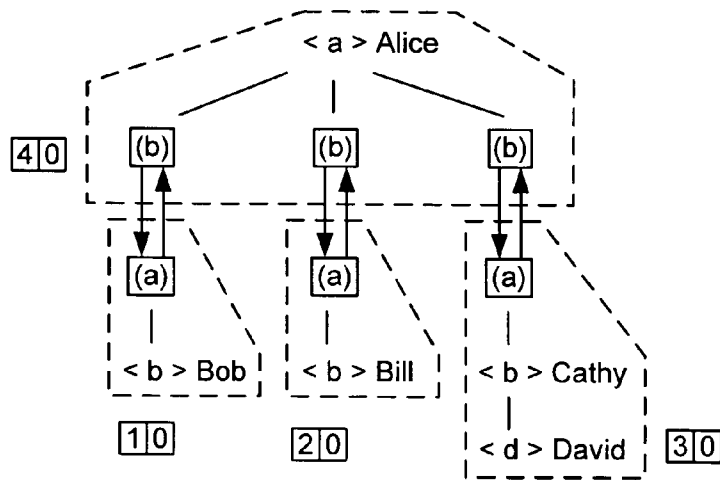 < a > Alice
4 0
(b) (b) (b)
(a) (a) (a)
< b > Bob < b > Bill < b > Cathy
1 0 2 0 < d > David 3 0